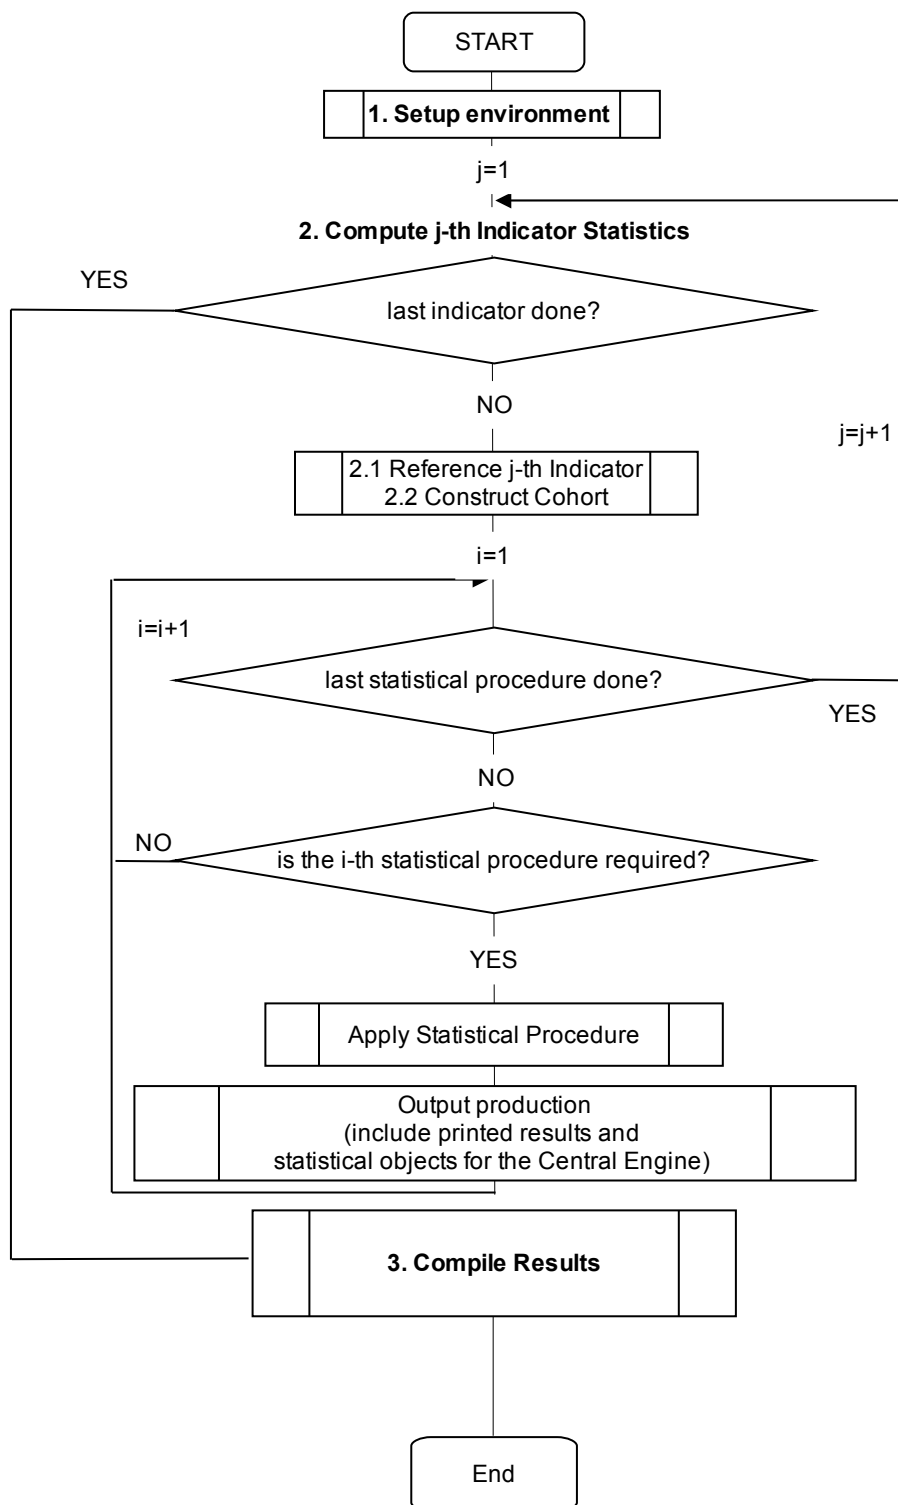 START
1. Setup environment
j=1
2. Compute j-th Indicator Statistics
YES
last indicator done?
NO
j=j+1
2.1 Reference j-th Indicator
2.2 Construct Cohort
i=1
i=i+1
last statistical procedure done?
YES
NO
NO
is the i-th statistical procedure required?
YES
Apply Statistical Procedure
Output production
(include printed results and
statistical objects for the Central Engine)
3. Compile Results
End